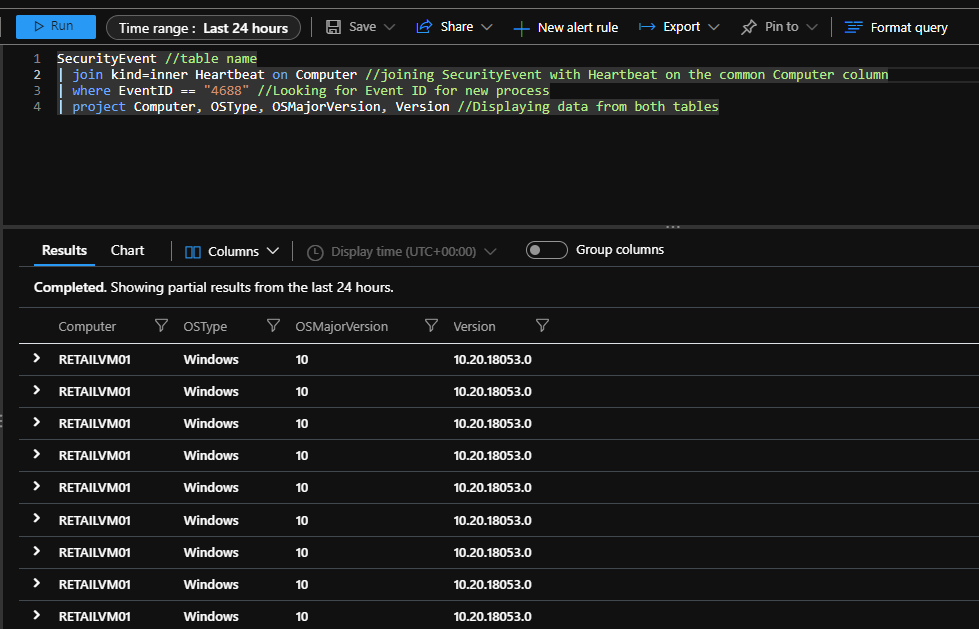 Run Time range : Last 24 hours Save Share New alert rule Export Pin to Format query
1 SecurityEvent //table name
2 | join kind=inner Heartbeat on Computer //joining SecurityEvent with Heartbeat on the common Computer column
3 | where EventID == "4688" //Looking for Event ID for new process
4 | project Computer, OSType, OSMajorVersion, Version //Displaying data from both tables
Results Chart Columns Display time (UTC+00:00) Group columns
Completed. Showing partial results from the last 24 hours.
Computer OSType OSMajorVersion Version
RETAILVM01 Windows 10 10.20.18053.0
RETAILVM01 Windows 10 10.20.18053.0
RETAILVM01 Windows 10 10.20.18053.0
RETAILVM01 Windows 10 10.20.18053.0
RETAILVM01 Windows 10 10.20.18053.0
RETAILVM01 Windows 10 10.20.18053.0
RETAILVM01 Windows 10 10.20.18053.0
RETAILVM01 Windows 10 10.20.18053.0
RETAILVM01 Windows 10 10.20.18053.0